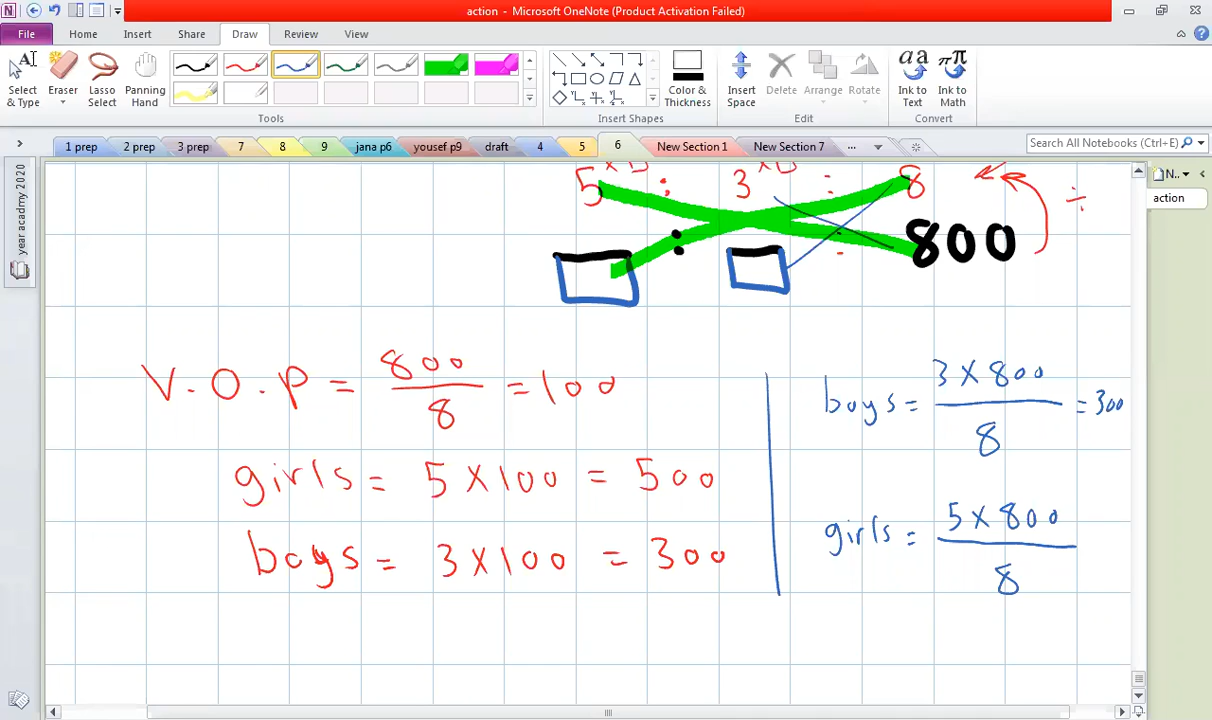 action - Microsoft OneNote (Product Activation Failed)
File Home Insert Share Draw Review View
Select & Type Eraser Lasso Select Panning Hand Color & Thickness Insert Space Delete Arrange Rotate Ink to Text Ink to Math
Tools Insert Shapes Edit Convert
1 prep 2 prep 3 prep 7 8 9 jana p6 yousef p9 draft 4 5 6 New Section 1 New Section 7 ... Search All Notebooks (Ctrl+E)
N..
action
year academy 2020
5 : 3 : 8 ÷
: 800
V.O.P = 800/8 = 100
girls = 5 X 100 = 500
boys = 3 X 100 = 300
boys = 3 X 800 / 8 = 300
girls = 5 X 800 / 8